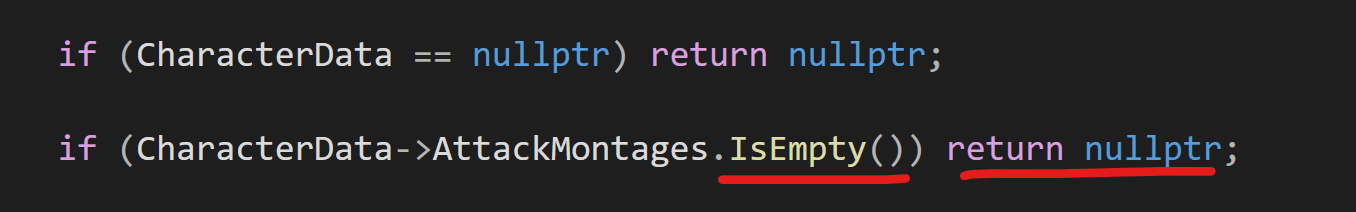 if (CharacterData == nullptr) return nullptr;
if (CharacterData->AttackMontages.IsEmpty()) return nullptr;